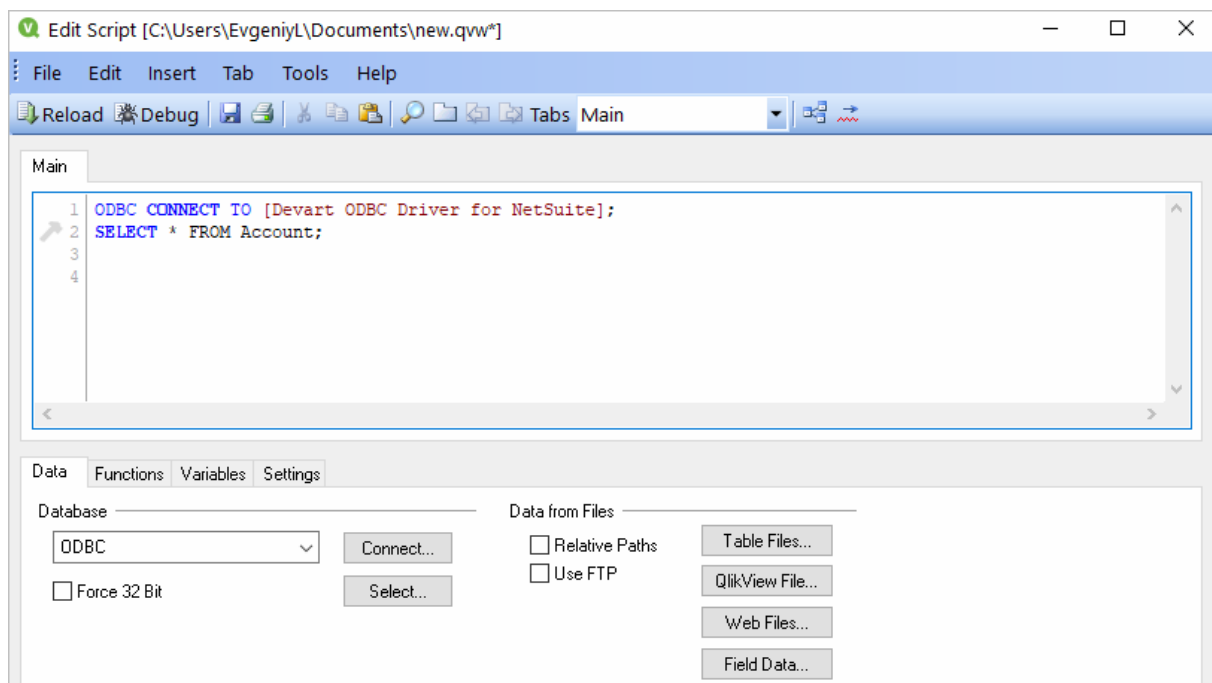 Edit Script [C:\Users\EvgeniyL\Documents\new.qvw*]
File Edit Insert Tab Tools Help
Reload Debug Tabs Main
Main
1 ODBC CONNECT TO [Devart ODBC Driver for NetSuite];
2 SELECT * FROM Account;
3
4
Data Functions Variables Settings
Database Data from Files
ODBC Connect... Relative Paths Table Files...
Use FTP QlikView File...
Force 32 Bit Select...
Web Files...
Field Data...